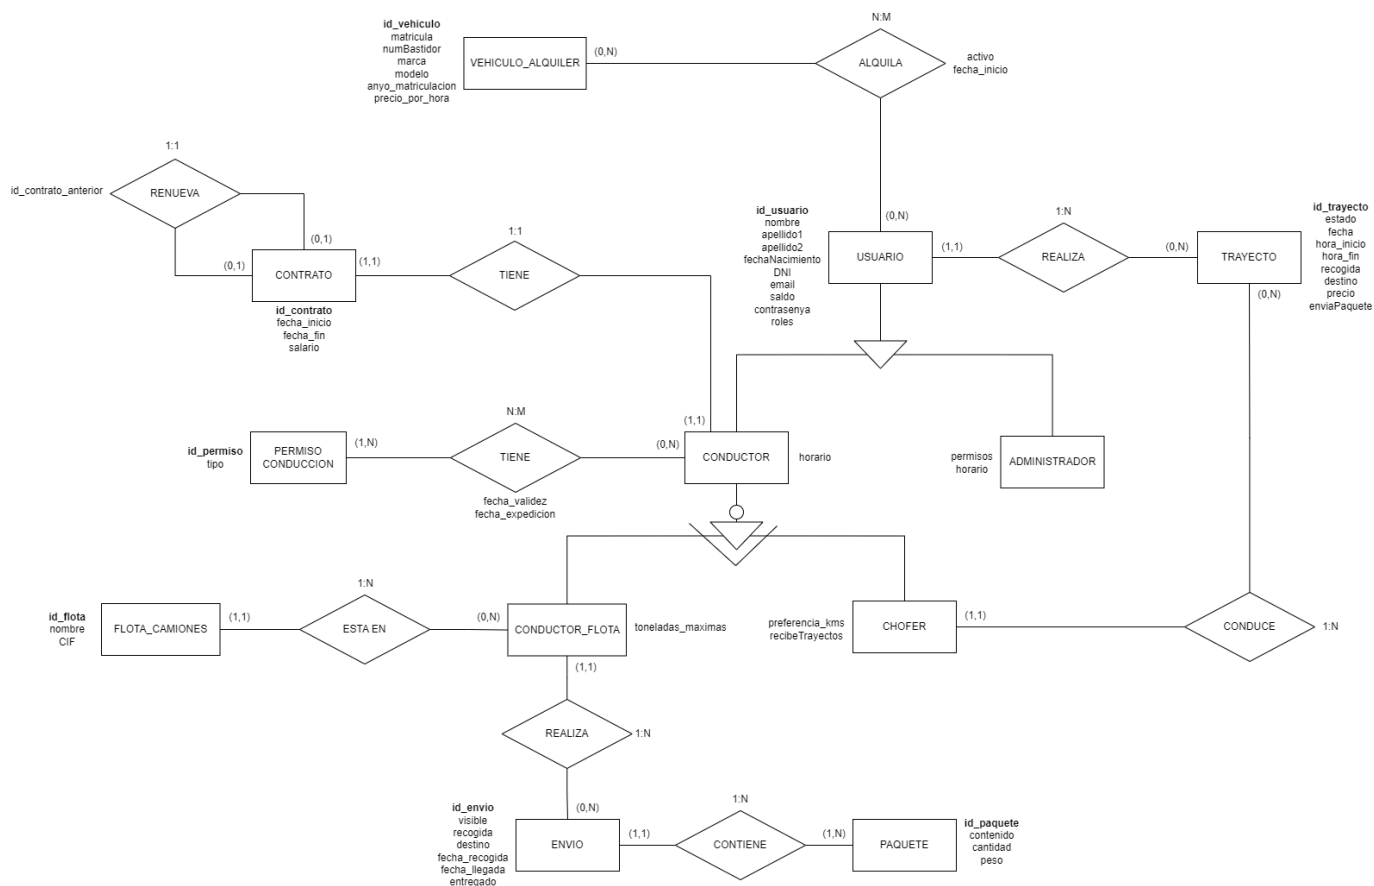 N:M
id_vehiculo
matricula
numBastidor
marca
modelo
anyo_matriculacion
precio_por_hora
VEHICULO_ALQUILER
(0,N)
ALQUILA
activo
fecha_inicio
1:1
id_contrato_anterior
RENUEVA
(0,1)
(0,1)
CONTRATO
(1,1)
id_contrato
fecha_inicio
fecha_fin
salario
1:1
TIENE
(0,N)
id_usuario
nombre
apellido1
apellido2
fechaNacimiento
DNI
email
saldo
contrasenya
roles
USUARIO
(1,1)
1:N
REALIZA
(0,N)
TRAYECTO
(0,N)
id_trayecto
estado
fecha
hora_inicio
hora_fin
recogida
destino
precio
enviaPaquete
id_permiso
tipo
PERMISO
CONDUCCION
(1,N)
N:M
TIENE
fecha_validez
fecha_expedicion
(0,N)
(1,1)
CONDUCTOR
horario
permisos
horario
ADMINISTRADOR
id_flota
nombre
CIF
FLOTA_CAMIONES
(1,1)
1:N
ESTA EN
(0,N)
CONDUCTOR_FLOTA
toneladas_maximas
(1,1)
preferencia_kms
recibeTrayectos
CHOFER
(1,1)
CONDUCE
1:N
REALIZA
1:N
id_envio
visible
recogida
destino
fecha_recogida
fecha_llegada
entregado
(0,N)
ENVIO
(1,1)
1:N
CONTIENE
(1,N)
PAQUETE
id_paquete
contenido
cantidad
peso